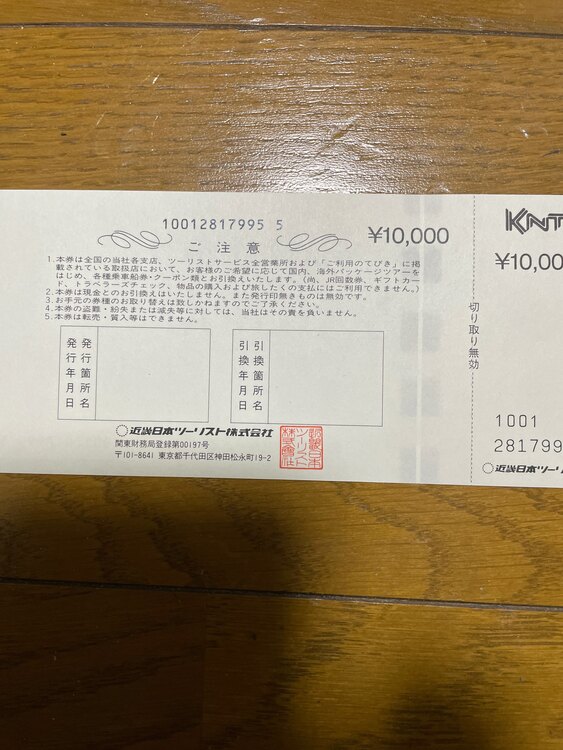 10012817995 5
ご注意
¥10,000
1.本券は全国の当社各支店、ツーリストサービス全営業所および「ご利用のてびき」に掲
載されている取扱店において、お客様のご希望に応じて国内、海外パッケージツアーを
はじめ、各種乗車船券・クーポン類とお引換えいたします。(尚、JR回数券、ギフトカー
ド、トラベラーズチェック、物品の購入および旅したくの支払にはご利用できません。)
2.本券は現金とのお引換えはいたしません。また発行印無きものは無効です。
3.お手元の券種のお取り替えは致しかねますのでご了承ください。
4.本券の盗難・紛失または滅失等に対しては、当社はその責を負いません。
5.本券は転売・質入等はできません。
発行箇所名
発行年月日
引換箇所名
引換年月日
近畿日本ツーリスト株式会社
関東財務局登録第00197号
〒101-8641 東京都千代田区神田松永町19-2
近畿日本
ツーリスト
株式会社
切り取り無効
KNT
¥10,00
1001
281799
近畿日本ツーリ